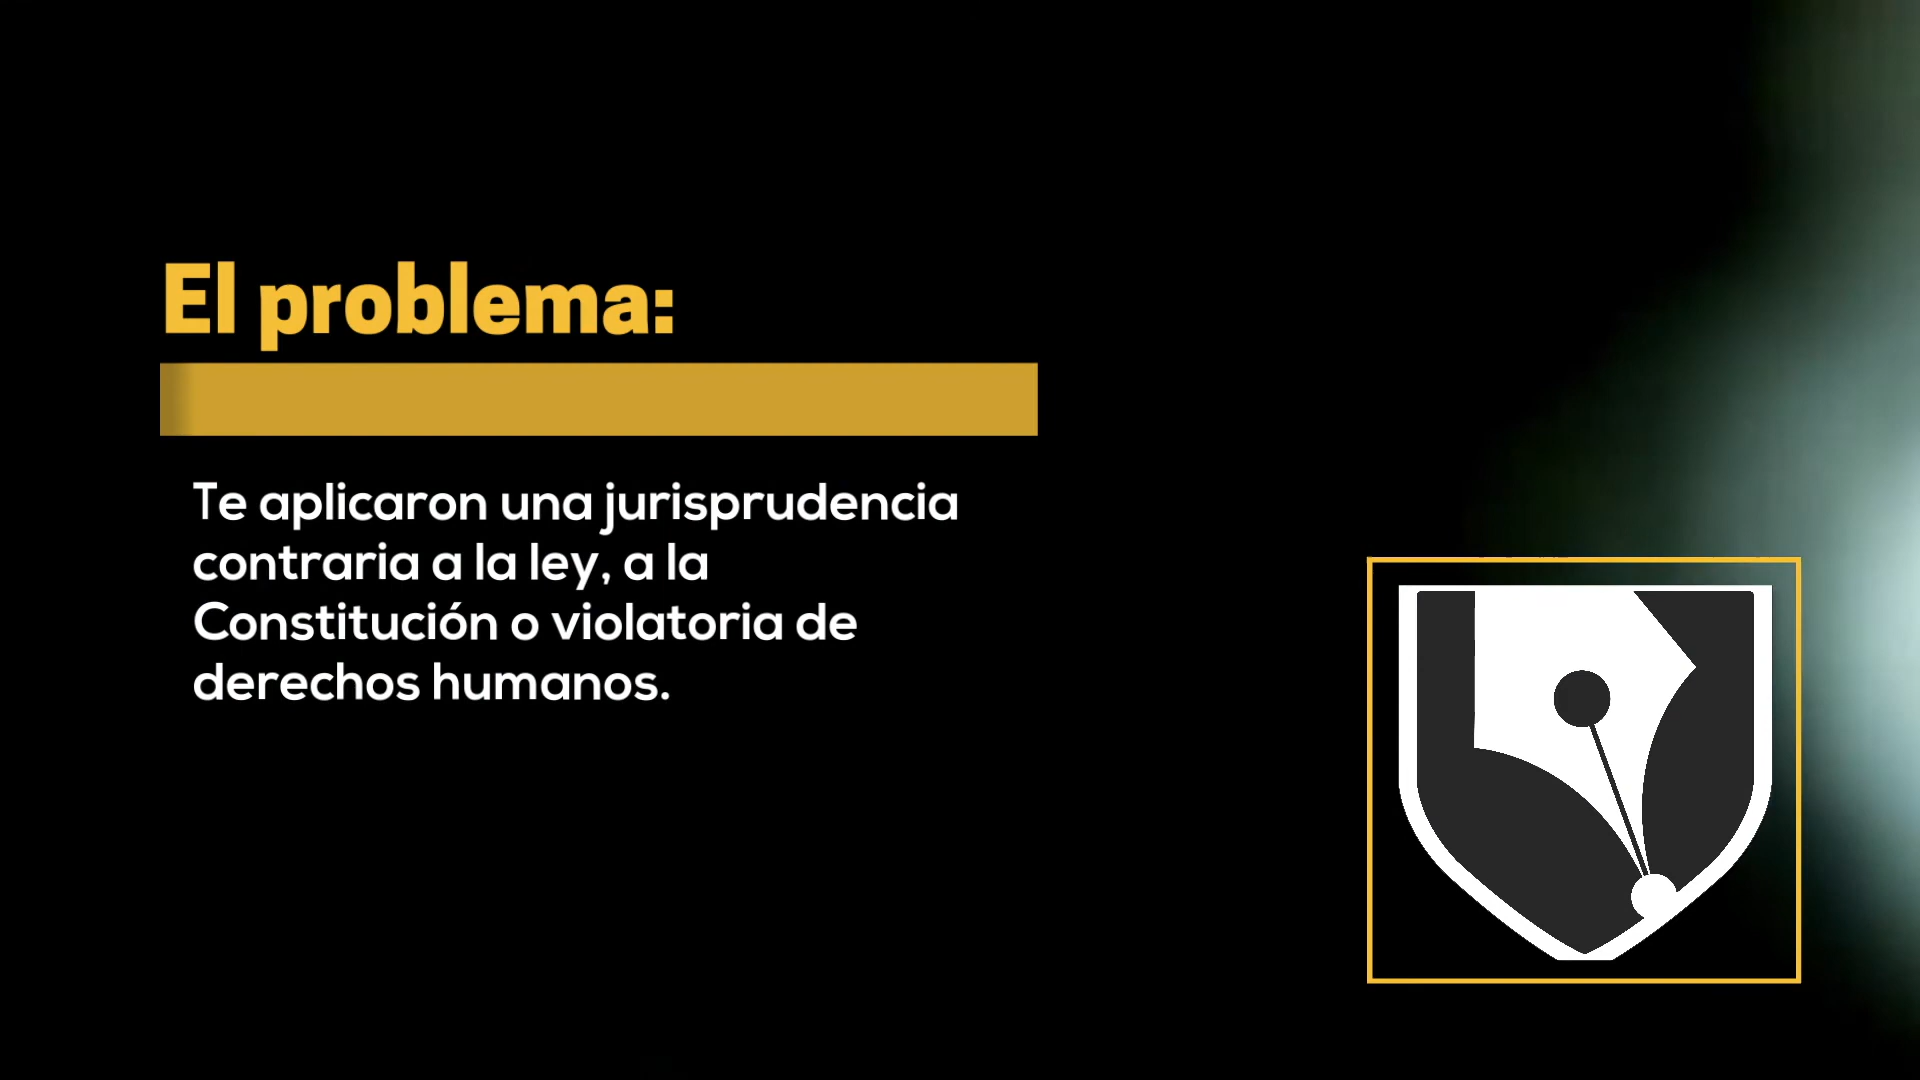 El problema:
Te aplicaron una jurisprudencia
contraria a la ley, a la
Constitución o violatoria de
derechos humanos.